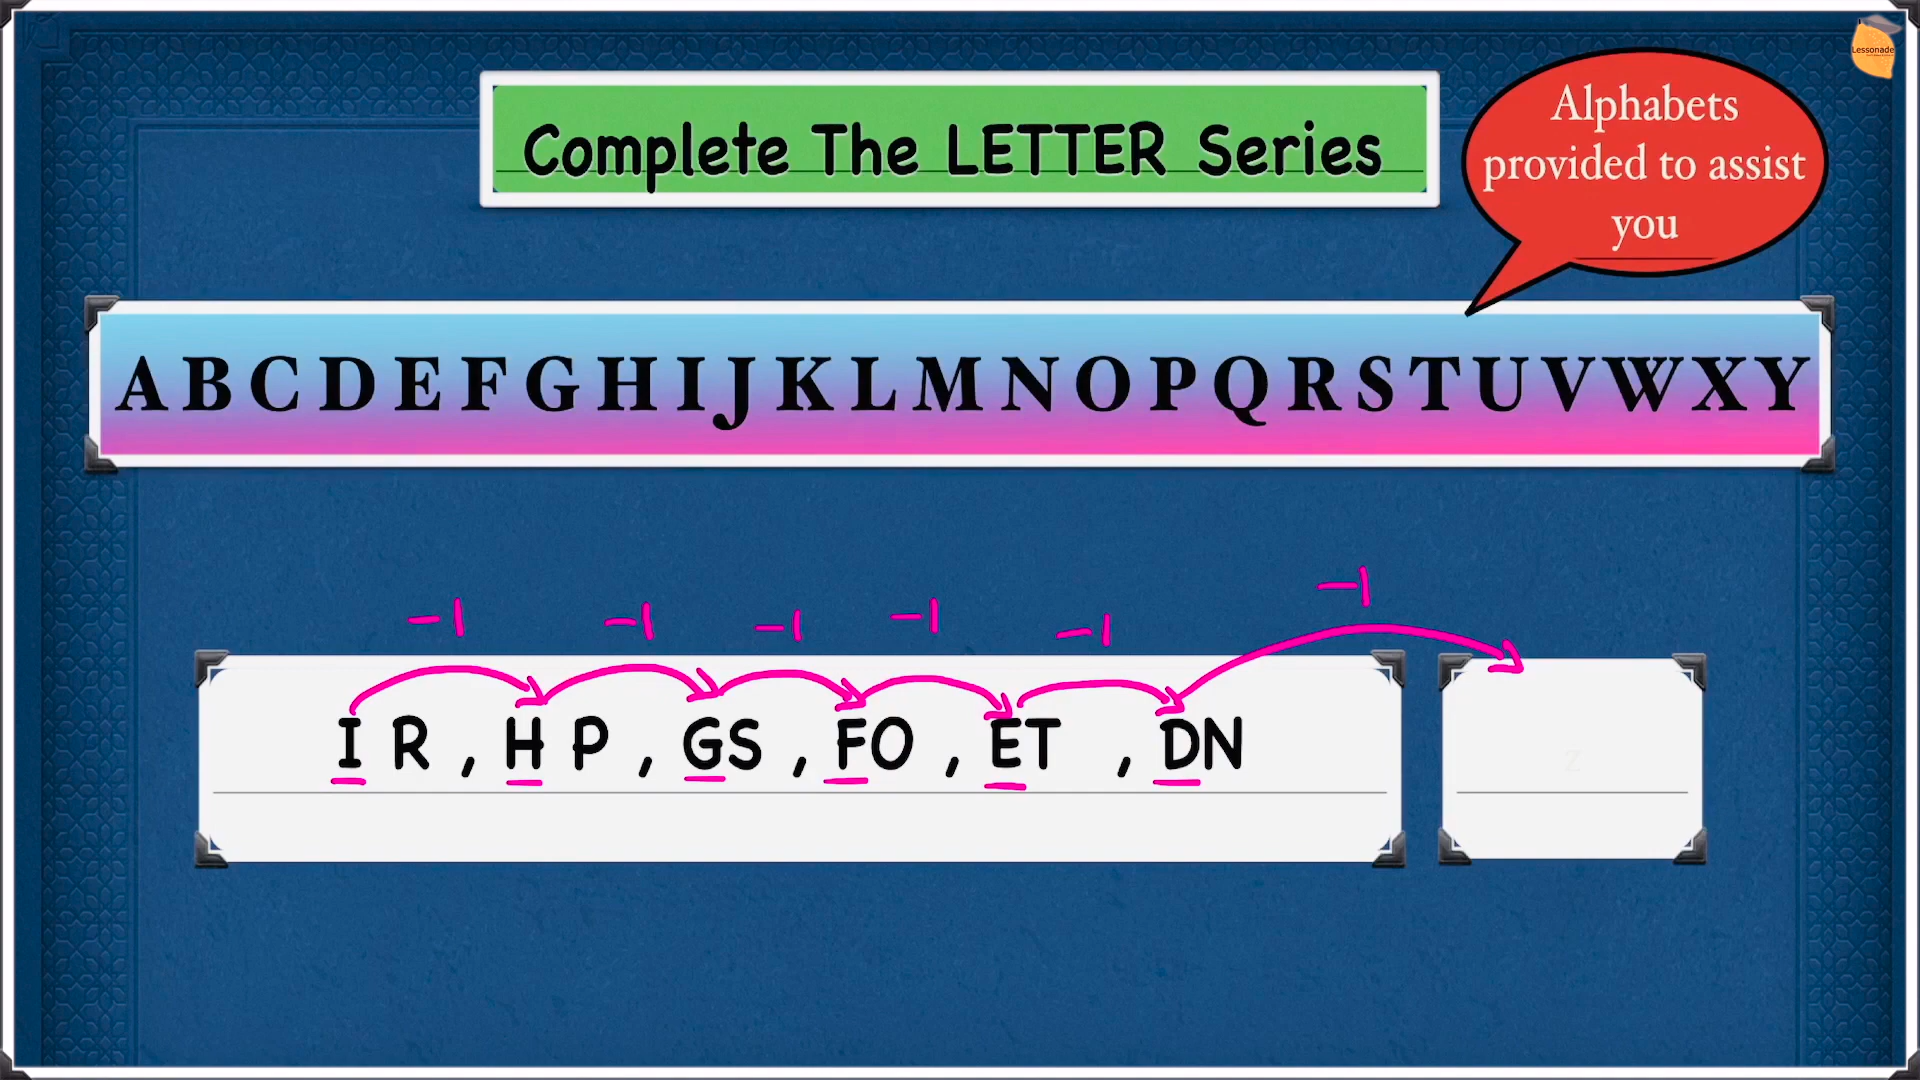 Lessonade
Alphabets
provided to assist
you
Complete The LETTER Series
A B C D E F G H I J K L M N O P Q R S T U V W X Y
-1 -1 -1 -1 -1 -1
I R , H P , GS , FO , ET , DN